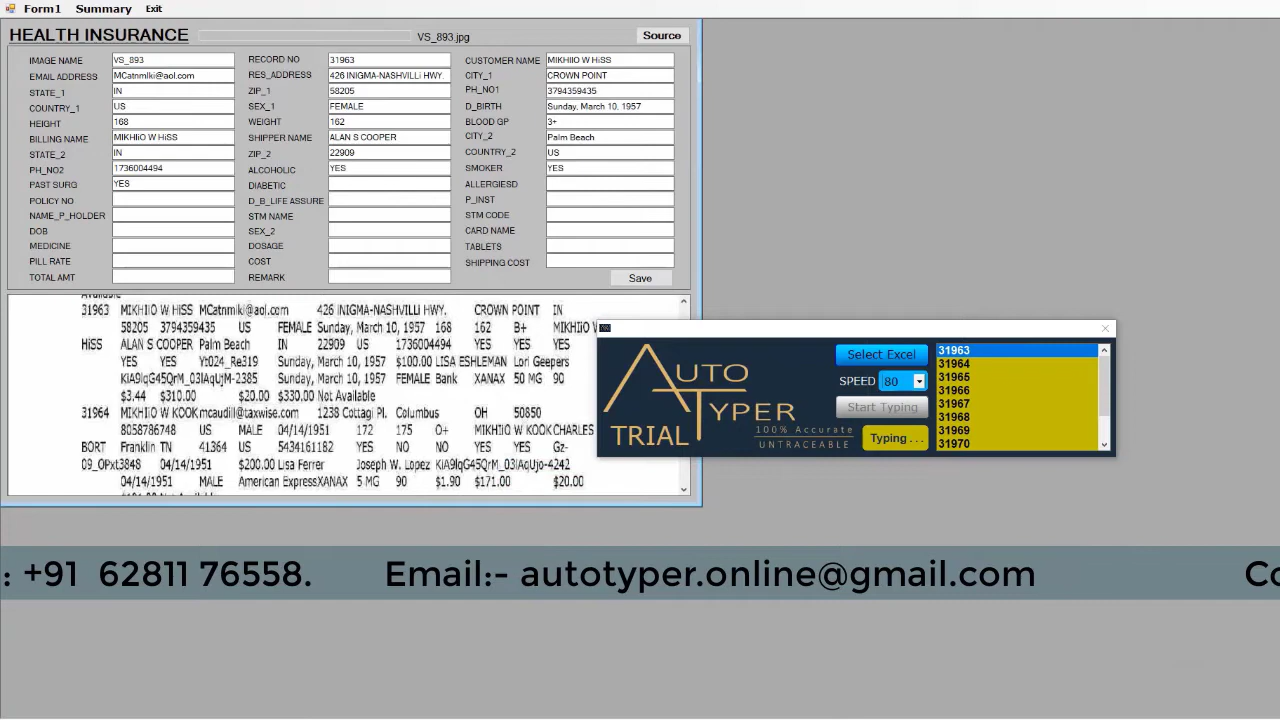 Form1 Summary Exit
HEALTH INSURANCE VS_893.jpg Source
IMAGE NAME VS_893 RECORD NO 31963 CUSTOMER NAME MIKHIIO W HiSS
EMAIL ADDRESS MCatnmlki@aol.com RES_ADDRESS 426 INIGMA-NASHVILLi HWY. CITY_1 CROWN POINT
STATE_1 IN ZIP_1 58205 PH_NO1 3794359435
COUNTRY_1 US SEX_1 FEMALE D_BIRTH Sunday, March 10, 1957
HEIGHT 168 WEIGHT 162 BLOOD GP 3+
BILLING NAME MIKHIiO W HiSS SHIPPER NAME ALAN S COOPER CITY_2 Palm Beach
STATE_2 IN ZIP_2 22909 COUNTRY_2 US
PH_NO2 1736004494 ALCOHOLIC YES SMOKER YES
PAST SURG YES DIABETIC ALLERGIESD
POLICY NO D_B_LIFE ASSURE P_INST
NAME_P_HOLDER STM NAME STM CODE
DOB SEX_2 CARD NAME
MEDICINE DOSAGE TABLETS
PILL RATE COST SHIPPING COST
TOTAL AMT REMARK Save
31963 MIKHIIO W HISS MCatnmlki@aol.com 426 INIGMA-NASHVILLi HWY. CROWN POINT IN
58205 3794359435 US FEMALE Sunday, March 10, 1957 168 162 B+ MIKHIIO W
HiSS ALAN S COOPER Palm Beach IN 22909 US 1736004494 YES YES YES
YES YES Yt024_Re319 Sunday, March 10, 1957 $100.00 LISA ESHLEMAN Lori Geepers
KiA9lqG45QrM_03IAqUjM-2385 Sunday, March 10, 1957 FEMALE Bank XANAX 50 MG 90
$3.44 $310.00 $20.00 $330.00 Not Available
31964 MIKHIIO W KOOK mcaudill@taxwise.com 1238 Cottagi Pl. Columbus OH 50850
8058786748 US MALE 04/14/1951 172 175 O+ MIKHIIO W KOOK CHARLES
BORT Franklin TN 41364 US 5434161182 YES NO NO YES YES Gz-
09_OPxt3848 04/14/1951 $200.00 Lisa Ferrer Joseph W. Lopez KiA9lqG45QrM_03IAqUjo-4242
04/14/1951 MALE American ExpressXANAX 5 MG 90 $1.90 $171.00 $20.00
AUTO TYPER
TRIAL
100% Accurate
UNTRACEABLE
Select Excel
SPEED 80
Start Typing
Typing . . .
31963
31964
31965
31966
31967
31968
31969
31970
: +91 62811 76558. Email:- autotyper.online@gmail.com Co